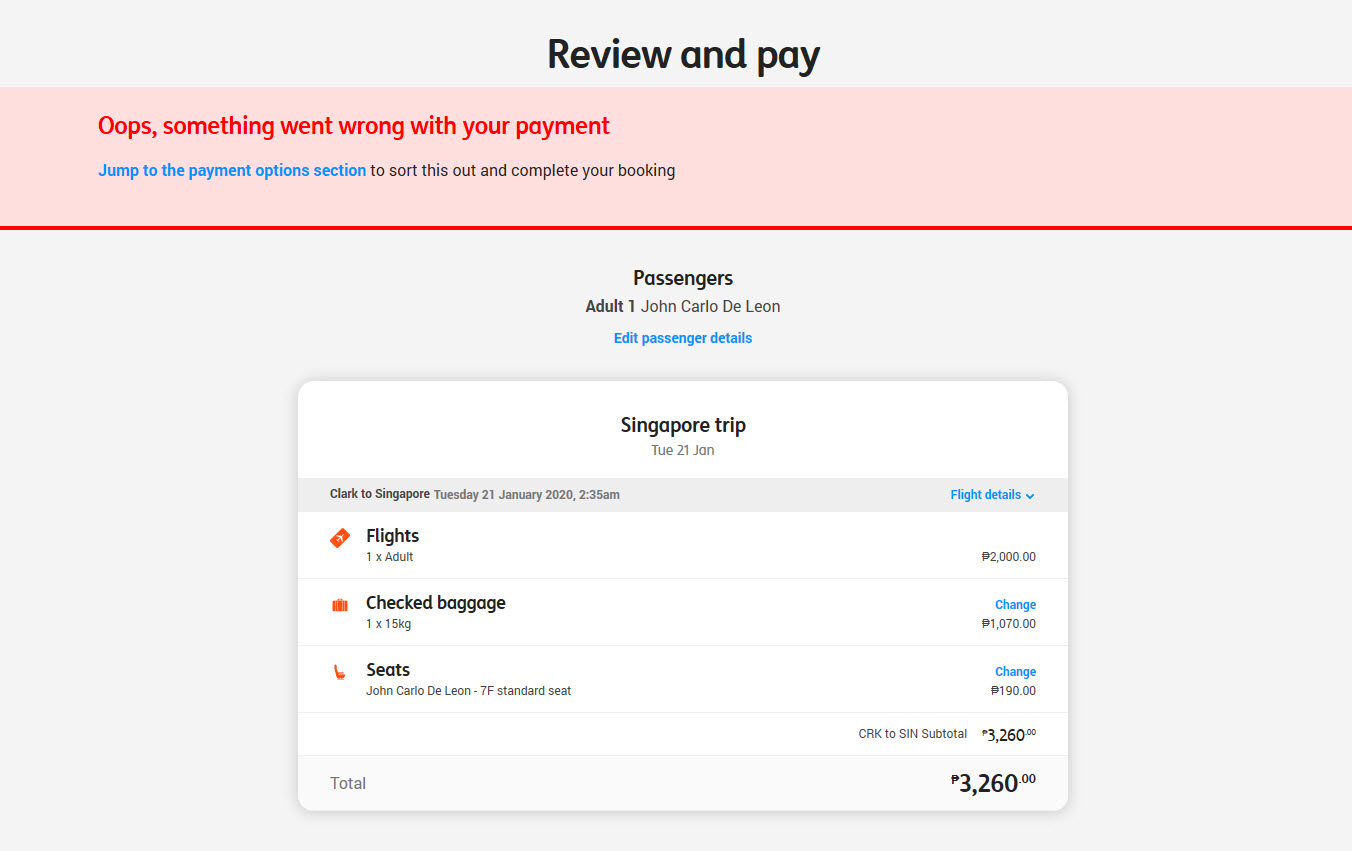 Review and pay
Oops, something went wrong with your payment
Jump to the payment options section to sort this out and complete your booking
Passengers
Adult 1 John Carlo De Leon
Edit passenger details
Singapore trip
Tue 21 Jan
Clark to Singapore Tuesday 21 January 2020, 2:35am Flight details
Flights
1 x Adult ₱2,000.00
Checked baggage Change
1 x 15kg ₱1,070.00
Seats Change
John Carlo De Leon - 7F standard seat ₱190.00
CRK to SIN Subtotal ₱3,260.00
Total ₱3,260.00